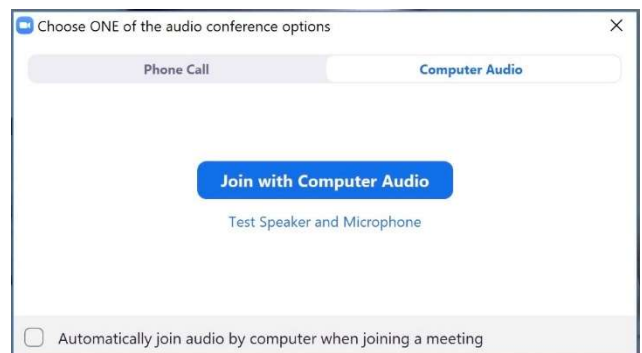 Choose ONE of the audio conference options
Phone Call
Computer Audio
Join with Computer Audio
Test Speaker and Microphone
Automatically join audio by computer when joining a meeting